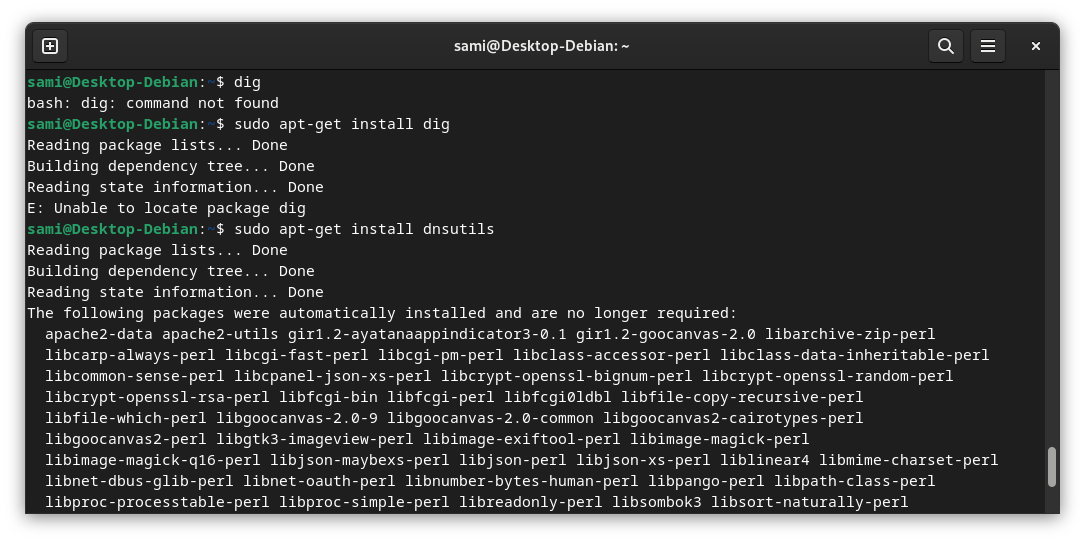 sami@Desktop-Debian: ~
sami@Desktop-Debian:~$ dig
bash: dig: command not found
sami@Desktop-Debian:~$ sudo apt-get install dig
Reading package lists... Done
Building dependency tree... Done
Reading state information... Done
E: Unable to locate package dig
sami@Desktop-Debian:~$ sudo apt-get install dnsutils
Reading package lists... Done
Building dependency tree... Done
Reading state information... Done
The following packages were automatically installed and are no longer required:
  apache2-data apache2-utils gir1.2-ayatanaappindicator3-0.1 gir1.2-goocanvas-2.0 libarchive-zip-perl
  libcarp-always-perl libcgi-fast-perl libcgi-pm-perl libclass-accessor-perl libclass-data-inheritable-perl
  libcommon-sense-perl libcpanel-json-xs-perl libcrypt-openssl-bignum-perl libcrypt-openssl-random-perl
  libcrypt-openssl-rsa-perl libfcgi-bin libfcgi-perl libfcgi0ldbl libfile-copy-recursive-perl
  libfile-which-perl libgoocanvas-2.0-9 libgoocanvas-2.0-common libgoocanvas2-cairotypes-perl
  libgoocanvas2-perl libgtk3-imageview-perl libimage-exiftool-perl libimage-magick-perl
  libimage-magick-q16-perl libjson-maybexs-perl libjson-perl libjson-xs-perl liblinear4 libmime-charset-perl
  libnet-dbus-glib-perl libnet-oauth-perl libnumber-bytes-human-perl libpango-perl libpath-class-perl
  libproc-processtable-perl libproc-simple-perl libreadonly-perl libsombok3 libsort-naturally-perl